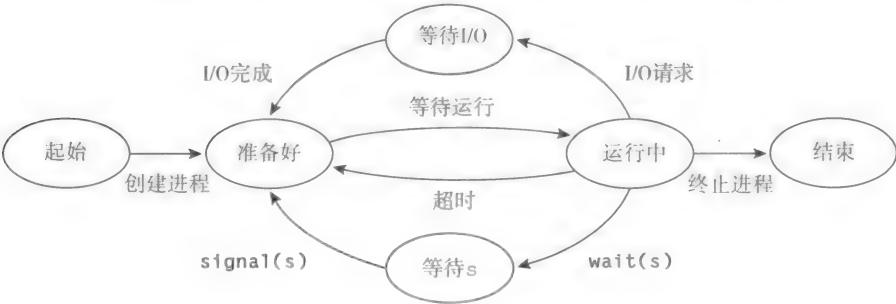 等待I/O
I/O完成
I/O请求
等待运行
起始
准备好
运行中
结束
创建进程
终止进程
超时
signal(s)
等待s
wait(s)